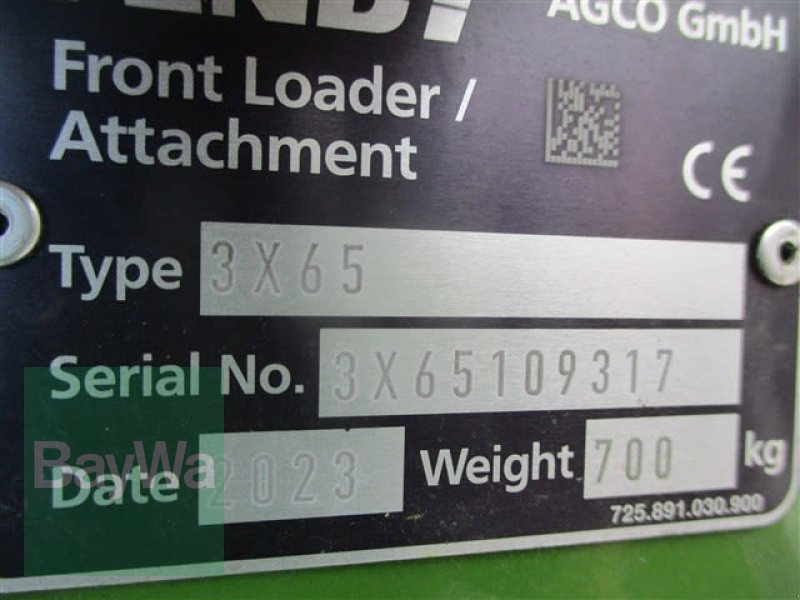 FENDT
AGCO GmbH
Front Loader /
Attachment
CE
Type 3X65
Serial No. 3X65109317
Date 2023 Weight 700 kg
725.891.030.900
BayWa